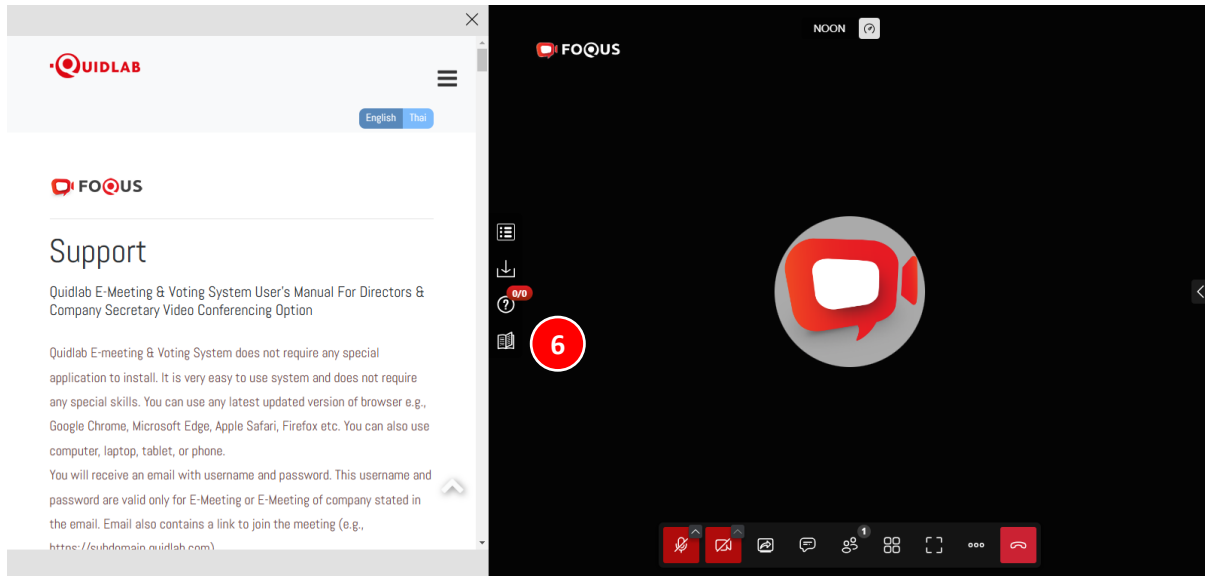 QUIDLAB
English Thai
FOQUS
Support
Quidlab E-Meeting & Voting System User's Manual For Directors &
Company Secretary Video Conferencing Option
Quidlab E-meeting & Voting System does not require any special
application to install. It is very easy to use system and does not require
any special skills. You can use any latest updated version of browser e.g.,
Google Chrome, Microsoft Edge, Apple Safari, Firefox etc. You can also use
computer, laptop, tablet, or phone.
You will receive an email with username and password. This username and
password are valid only for E-Meeting or E-Meeting of company stated in
the email. Email also contains a link to join the meeting (e.g.,
https://subdomain.quidlab.com)
NOON
FOQUS
0/0
6
1